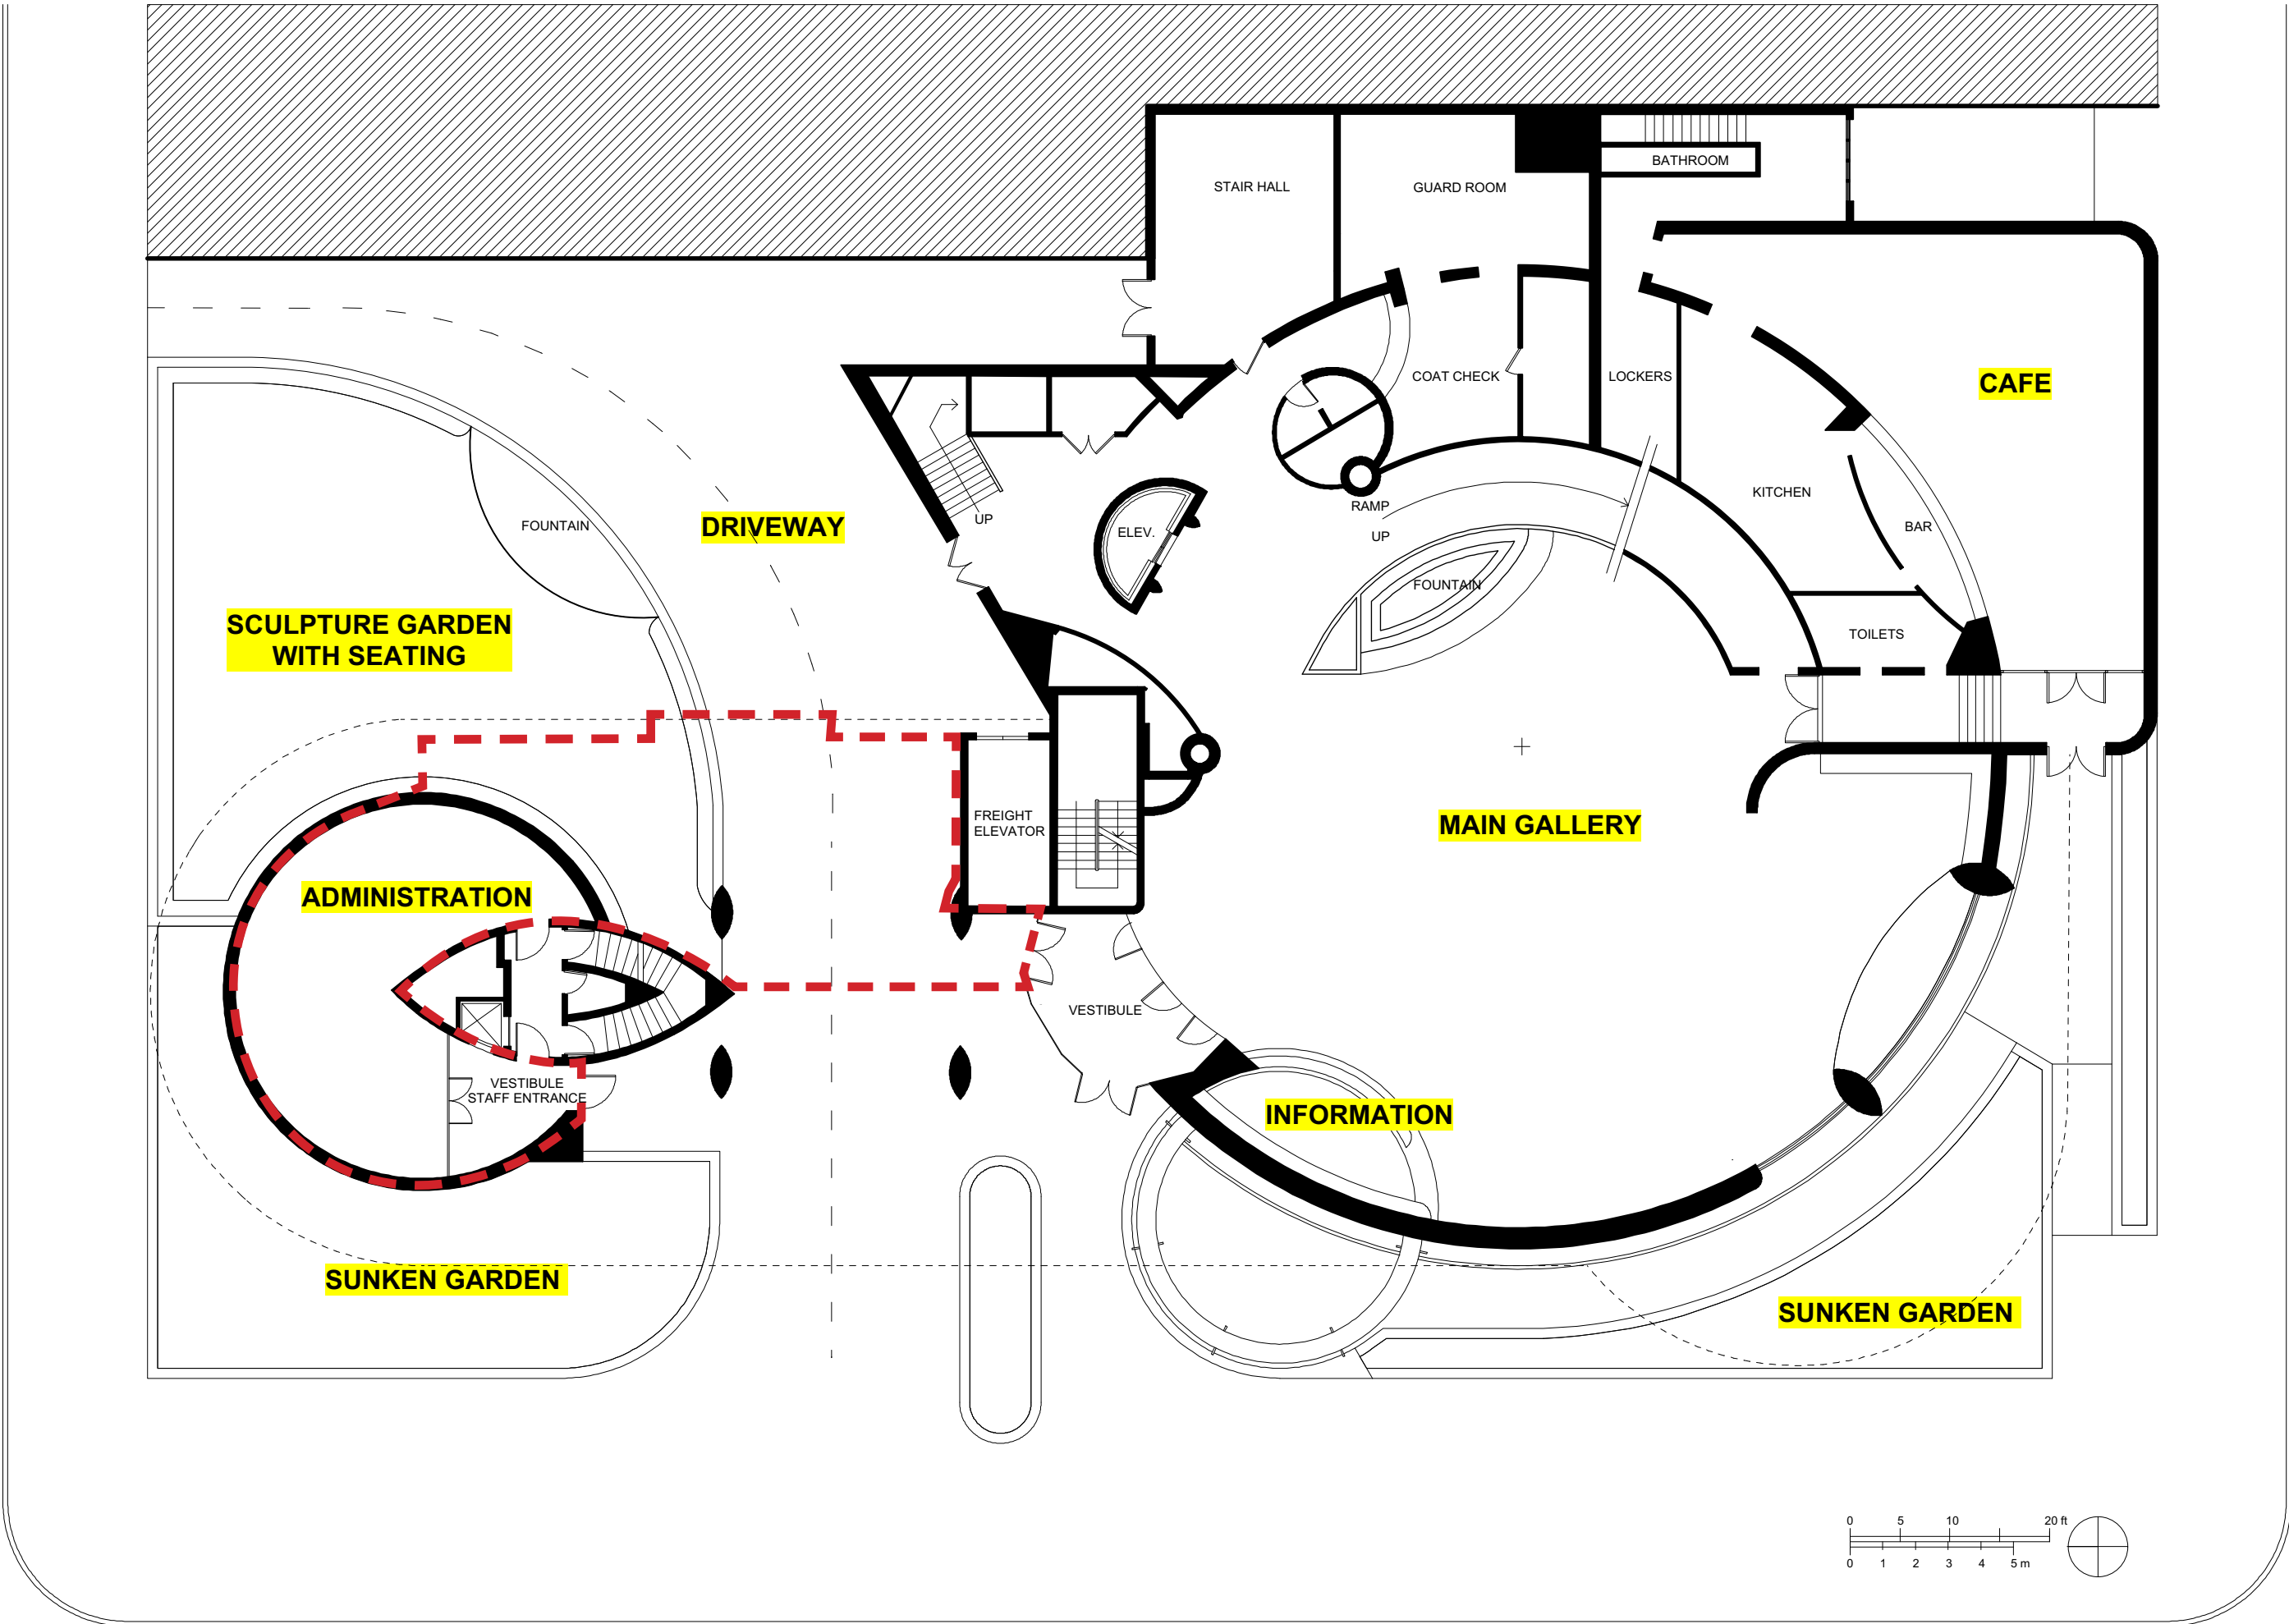 BATHROOM
STAIR HALL
GUARD ROOM
COAT CHECK
LOCKERS
CAFE
KITCHEN
RAMP
UP
BAR
FOUNTAIN
DRIVEWAY
UP
ELEV.
FOUNTAIN
SCULPTURE GARDEN
WITH SEATING
TOILETS
FREIGHT
ELEVATOR
MAIN GALLERY
ADMINISTRATION
VESTIBULE
VESTIBULE
STAFF ENTRANCE
INFORMATION
SUNKEN GARDEN
SUNKEN GARDEN
0 5 10 20 ft
0 1 2 3 4 5 m